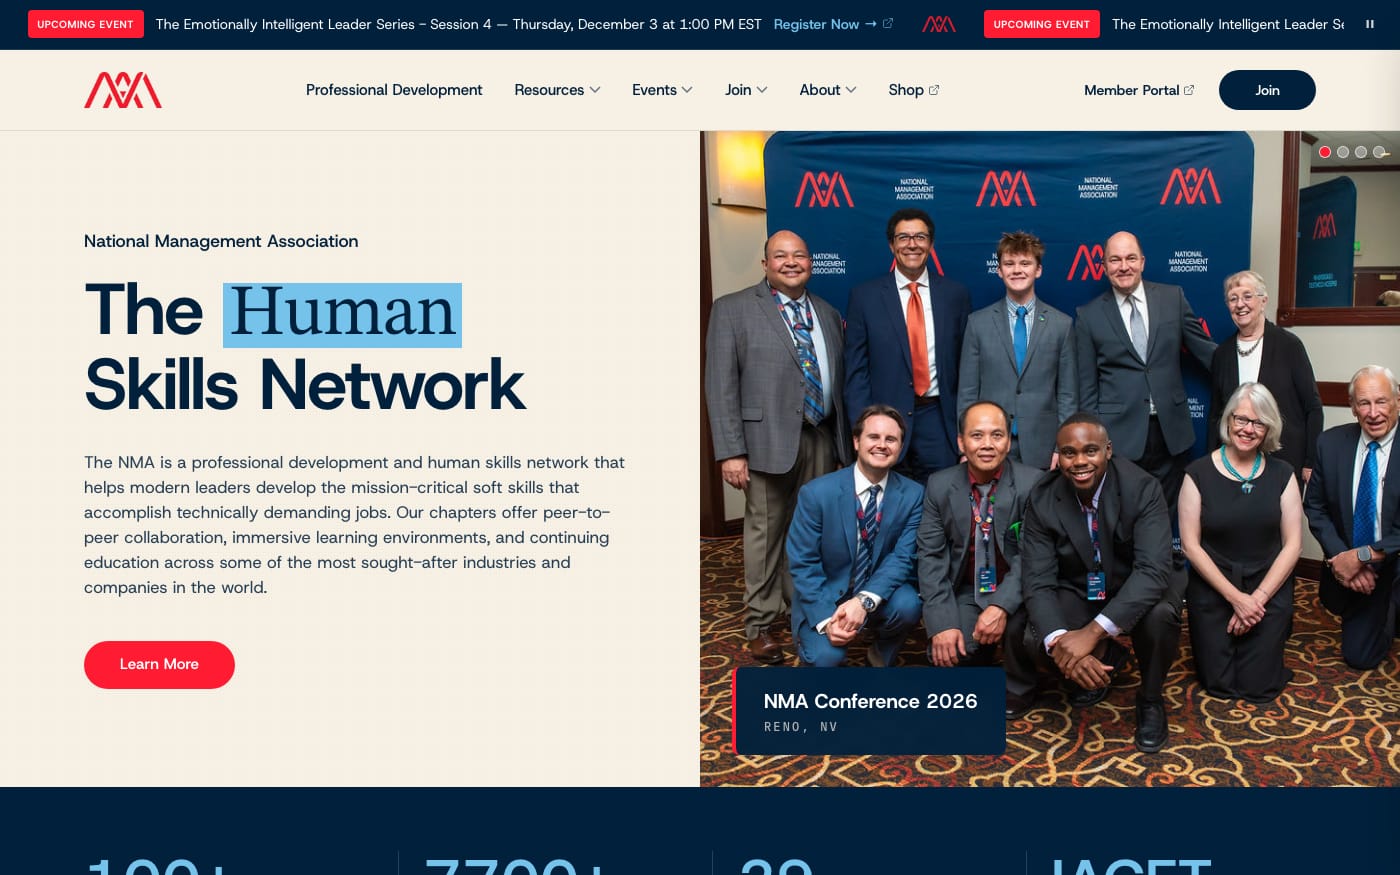 UPCOMING EVENT The Emotionally Intelligent Leader Series - Session 4 — Thursday, December 3 at 1:00 PM EST Register Now → UPCOMING EVENT The Emotionally Intelligent Leader
Professional Development Resources Events Join About Shop Member Portal Join
National Management Association
The Human
Skills Network
The NMA is a professional development and human skills network that
helps modern leaders develop the mission-critical soft skills that
accomplish technically demanding jobs. Our chapters offer peer-to-
peer collaboration, immersive learning environments, and continuing
education across some of the most sought-after industries and
companies in the world.
Learn More
NATIONAL
MANAGEMENT
ASSOCIATION
NATIONAL
MANAGEMENT
ASSOCIATION
NATIONAL
MANAGEMENT
ASSOCIATION
NMA Conference 2026
RENO, NV